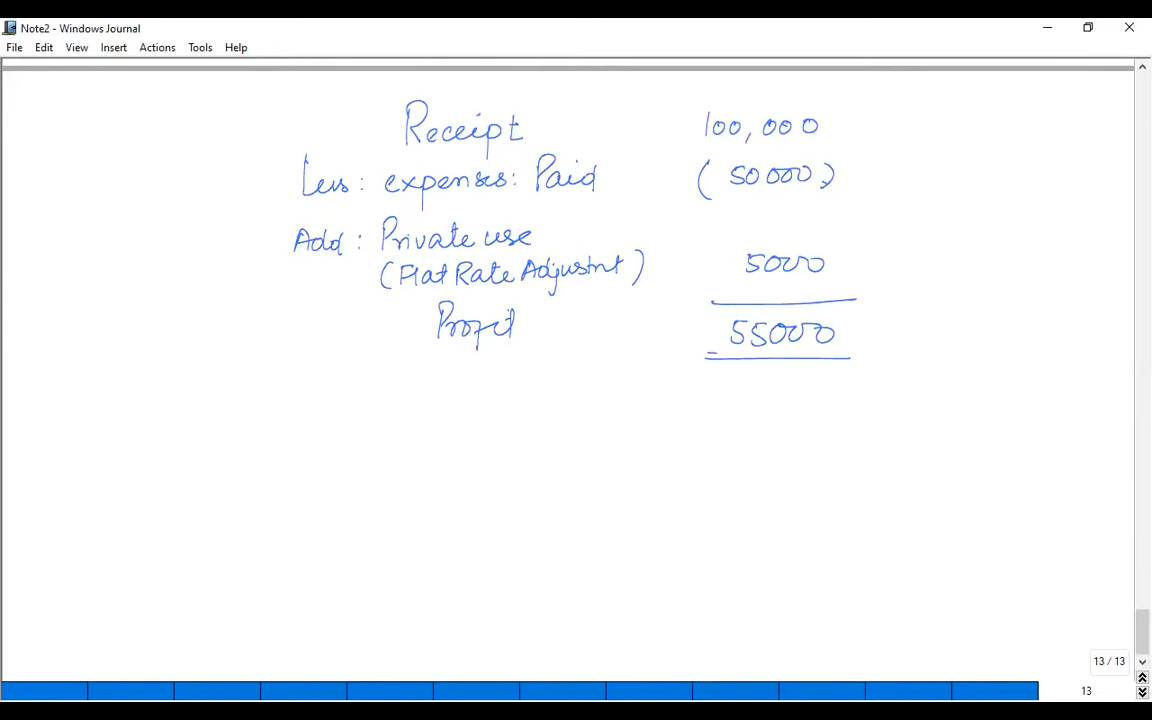 Note2 - Windows Journal
File Edit View Insert Actions Tools Help
Receipt 100,000
Less: expenses: Paid (50000)
Add: Private use
(Flat Rate Adjustmt) 5000
Profit 55000
13 / 13
13